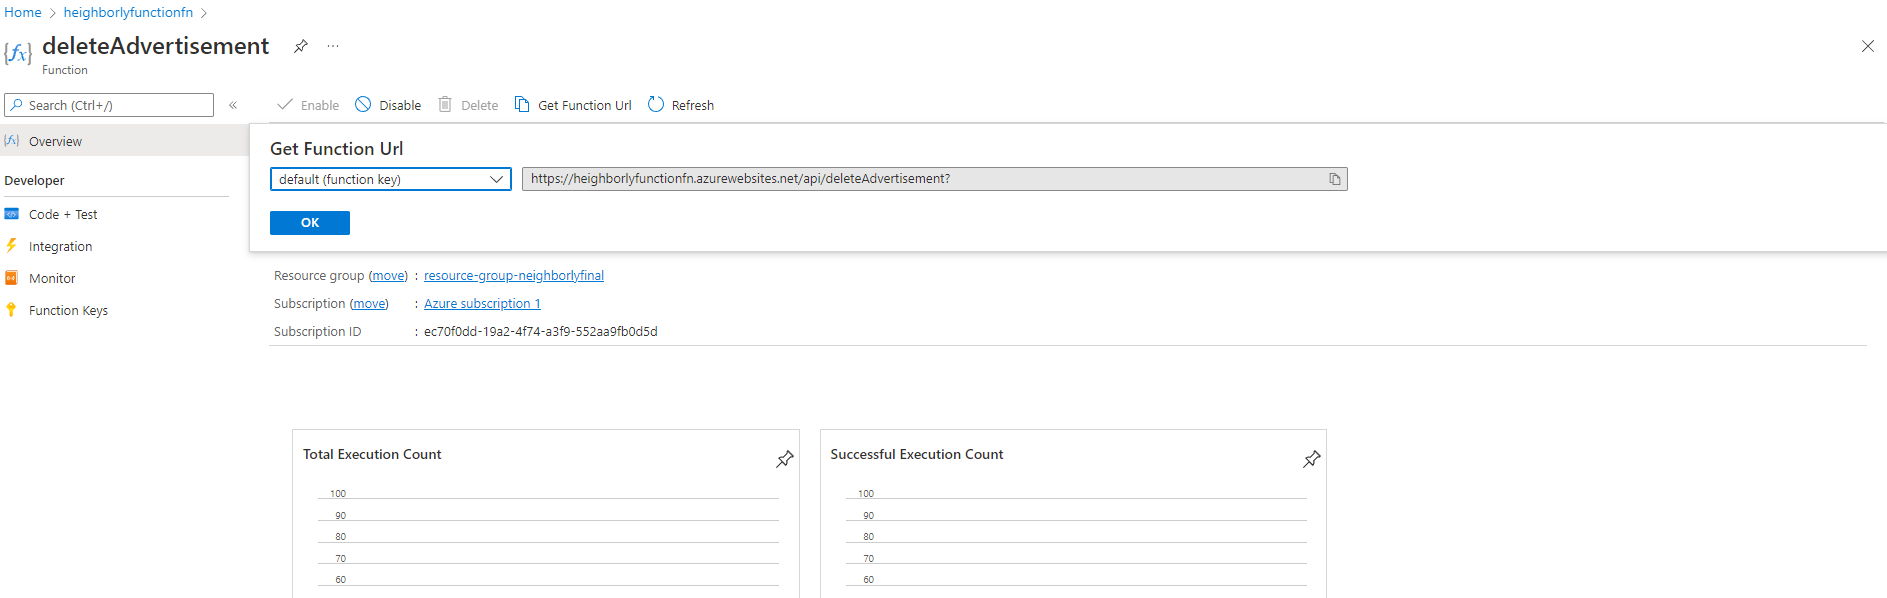 Home > heighborlyfunctionfn >
{fx} deleteAdvertisement ...
Function
Search (Ctrl+/) «
Enable Disable Delete Get Function Url Refresh
{fx} Overview
Get Function Url
default (function key) https://heighborlyfunctionfn.azurewebsites.net/api/deleteAdvertisement?
OK
Developer
Code + Test
Integration
Monitor
Function Keys
Resource group (move) : resource-group-neighborlyfinal
Subscription (move) : Azure subscription 1
Subscription ID : ec70f0dd-19a2-4f74-a3f9-552aa9fb0d5d
Total Execution Count
100
90
80
70
60
Successful Execution Count
100
90
80
70
60